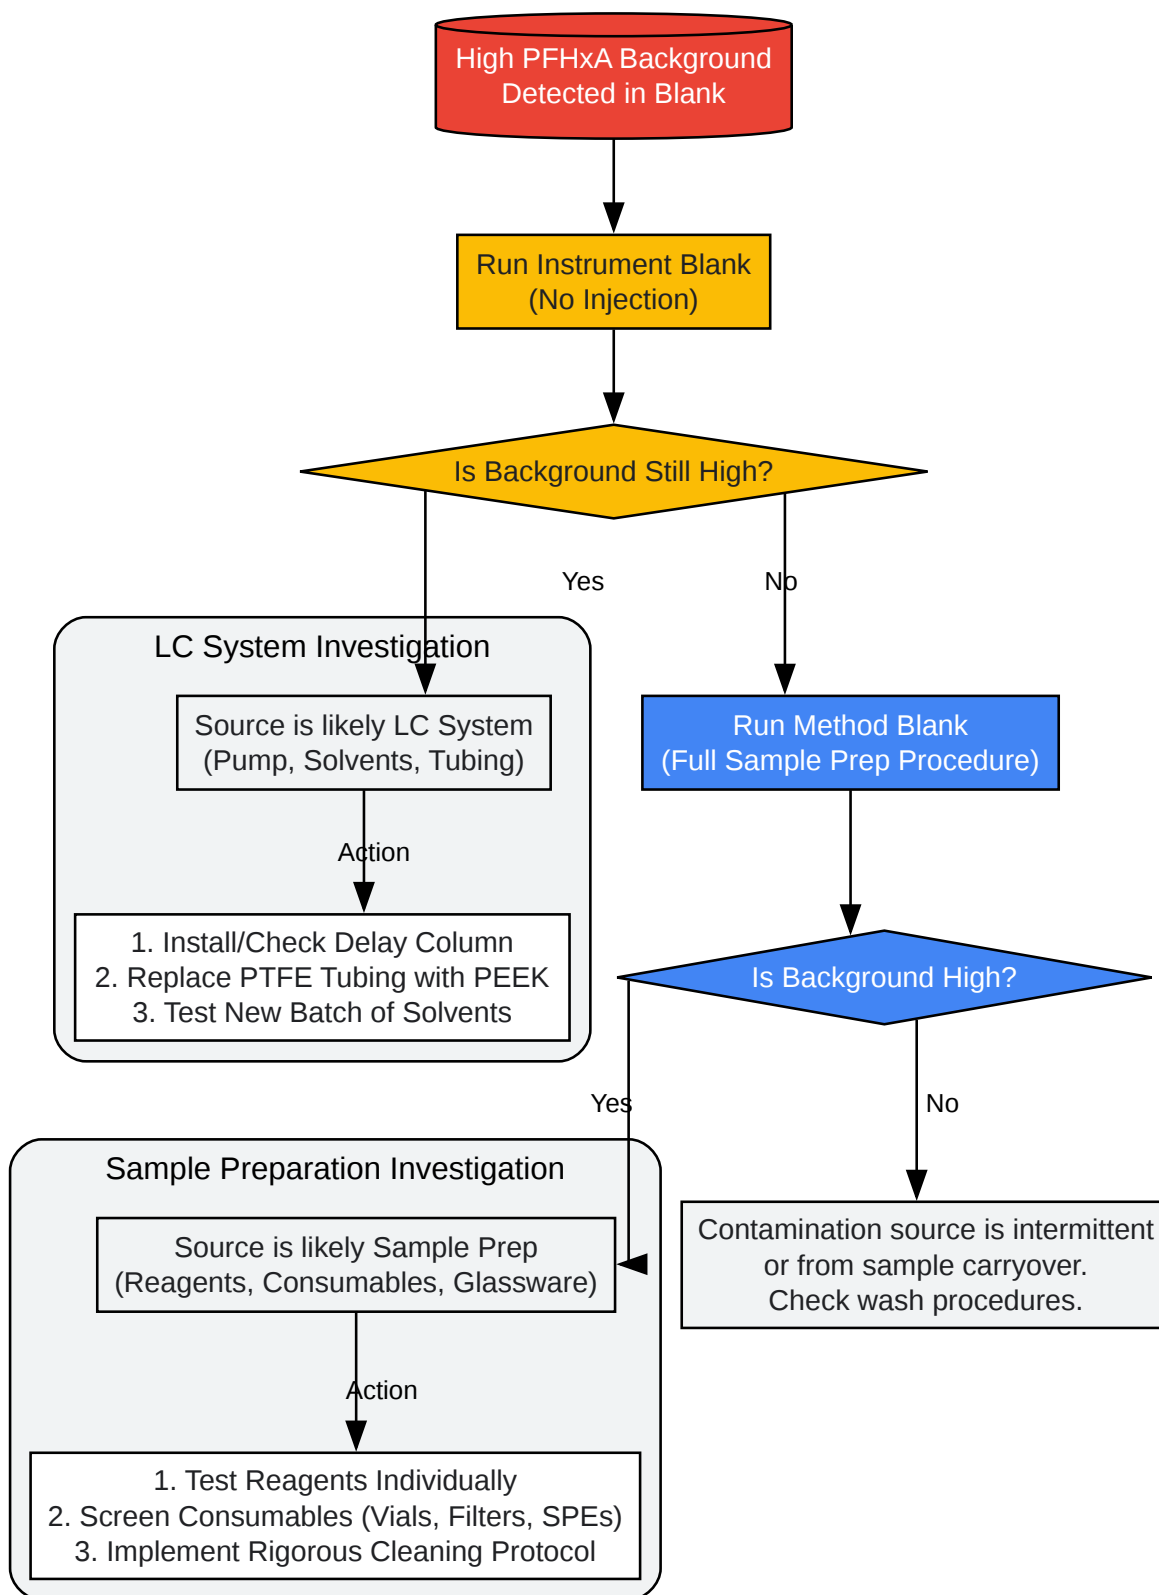 High PFHxA Background
Detected in Blank
Run Instrument Blank
(No Injection)
Is Background Still High?
Yes
No
LC System Investigation
Source is likely LC System
(Pump, Solvents, Tubing)
Action
1. Install/Check Delay Column
2. Replace PTFE Tubing with PEEK
3. Test New Batch of Solvents
Run Method Blank
(Full Sample Prep Procedure)
Is Background High?
Yes
No
Sample Preparation Investigation
Source is likely Sample Prep
(Reagents, Consumables, Glassware)
Action
1. Test Reagents Individually
2. Screen Consumables (Vials, Filters, SPEs)
3. Implement Rigorous Cleaning Protocol
Contamination source is intermittent
or from sample carryover.
Check wash procedures.